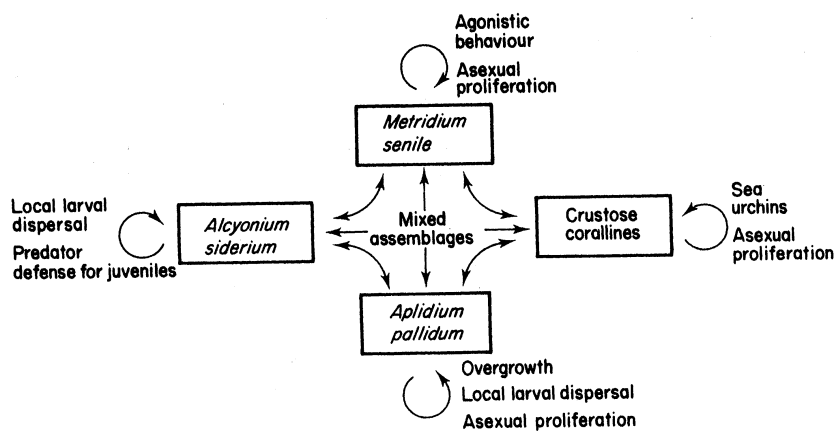 Agonistic
behaviour
Asexual
proliferation
Metridium
senile
Local larval
dispersal
Predator
defense for juveniles
Alcyonium
siderium
Mixed
assemblages
Crustose
corallines
Sea
urchins
Asexual
proliferation
Aplidium
pallidum
Overgrowth
Local larval dispersal
Asexual proliferation